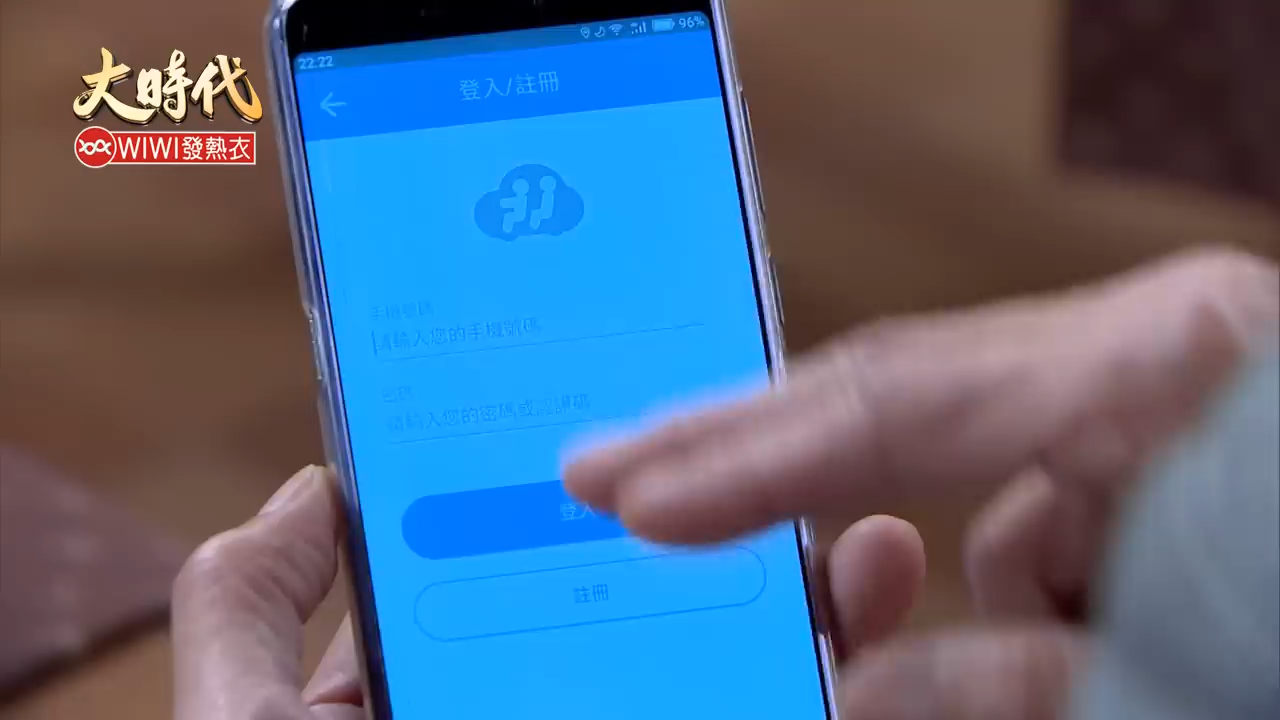 大時代
WIWI發熱衣
22:22
96%
登入/註冊
手機號碼
請輸入您的手機號碼
密碼
請輸入您的密碼或認證碼
登入
註冊